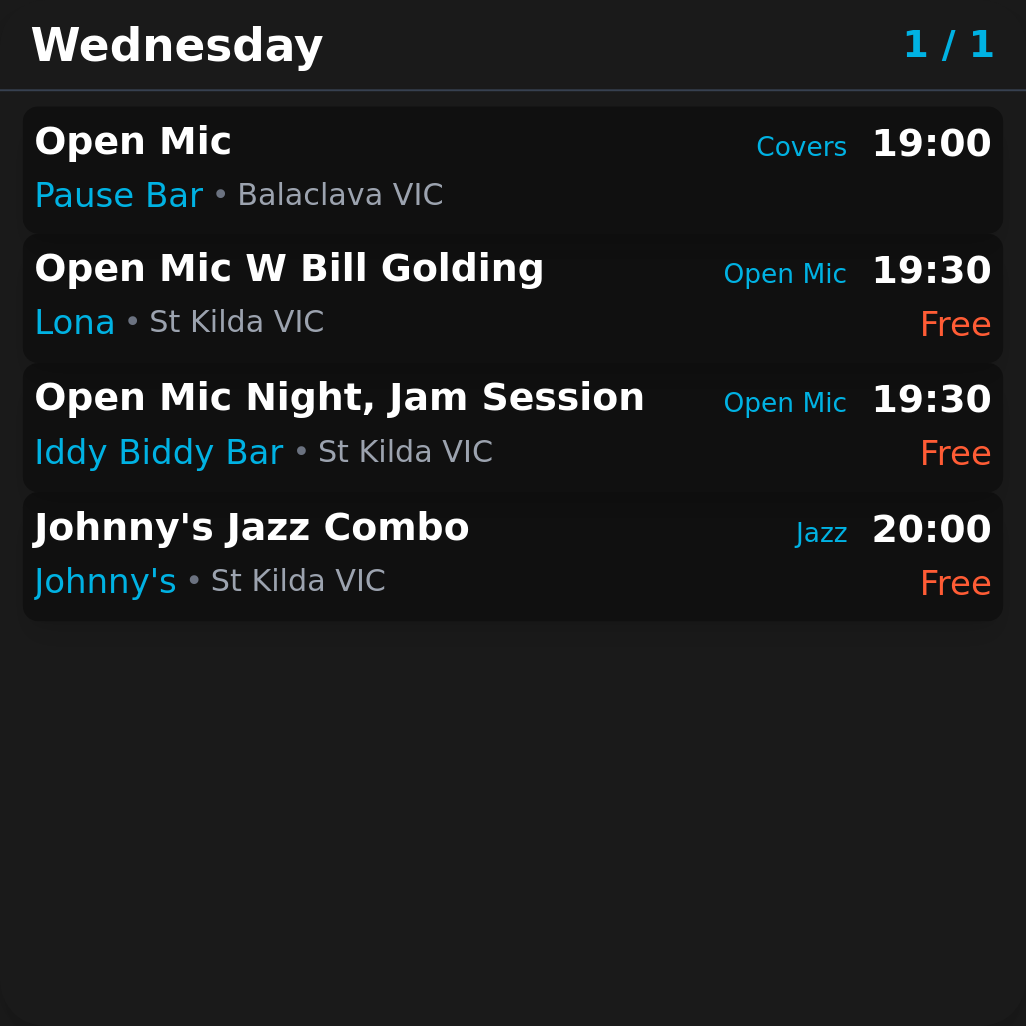 Wednesday 1 / 1
Open Mic Covers 19:00
Pause Bar • Balaclava VIC
Open Mic W Bill Golding Open Mic 19:30
Lona • St Kilda VIC Free
Open Mic Night, Jam Session Open Mic 19:30
Iddy Biddy Bar • St Kilda VIC Free
Johnny's Jazz Combo Jazz 20:00
Johnny's • St Kilda VIC Free